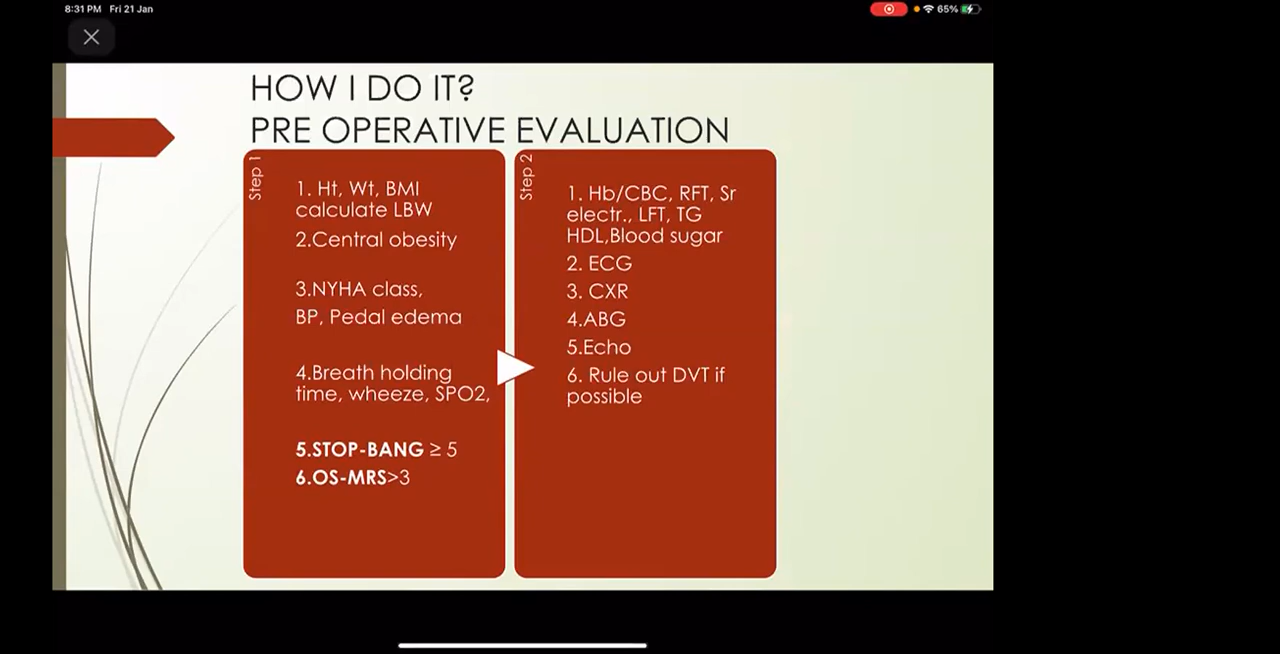 8:31 PM Fri 21 Jan
65%
HOW I DO IT?
PRE OPERATIVE EVALUATION
Step 1
1. Ht, Wt, BMI
calculate LBW
2.Central obesity
3.NYHA class,
BP, Pedal edema
4.Breath holding
time, wheeze, SPO2,
5.STOP-BANG ≥ 5
6.OS-MRS>3
Step 2
1. Hb/CBC, RFT, Sr
electr., LFT, TG
HDL,Blood sugar
2. ECG
3. CXR
4.ABG
5.Echo
6. Rule out DVT if
possible